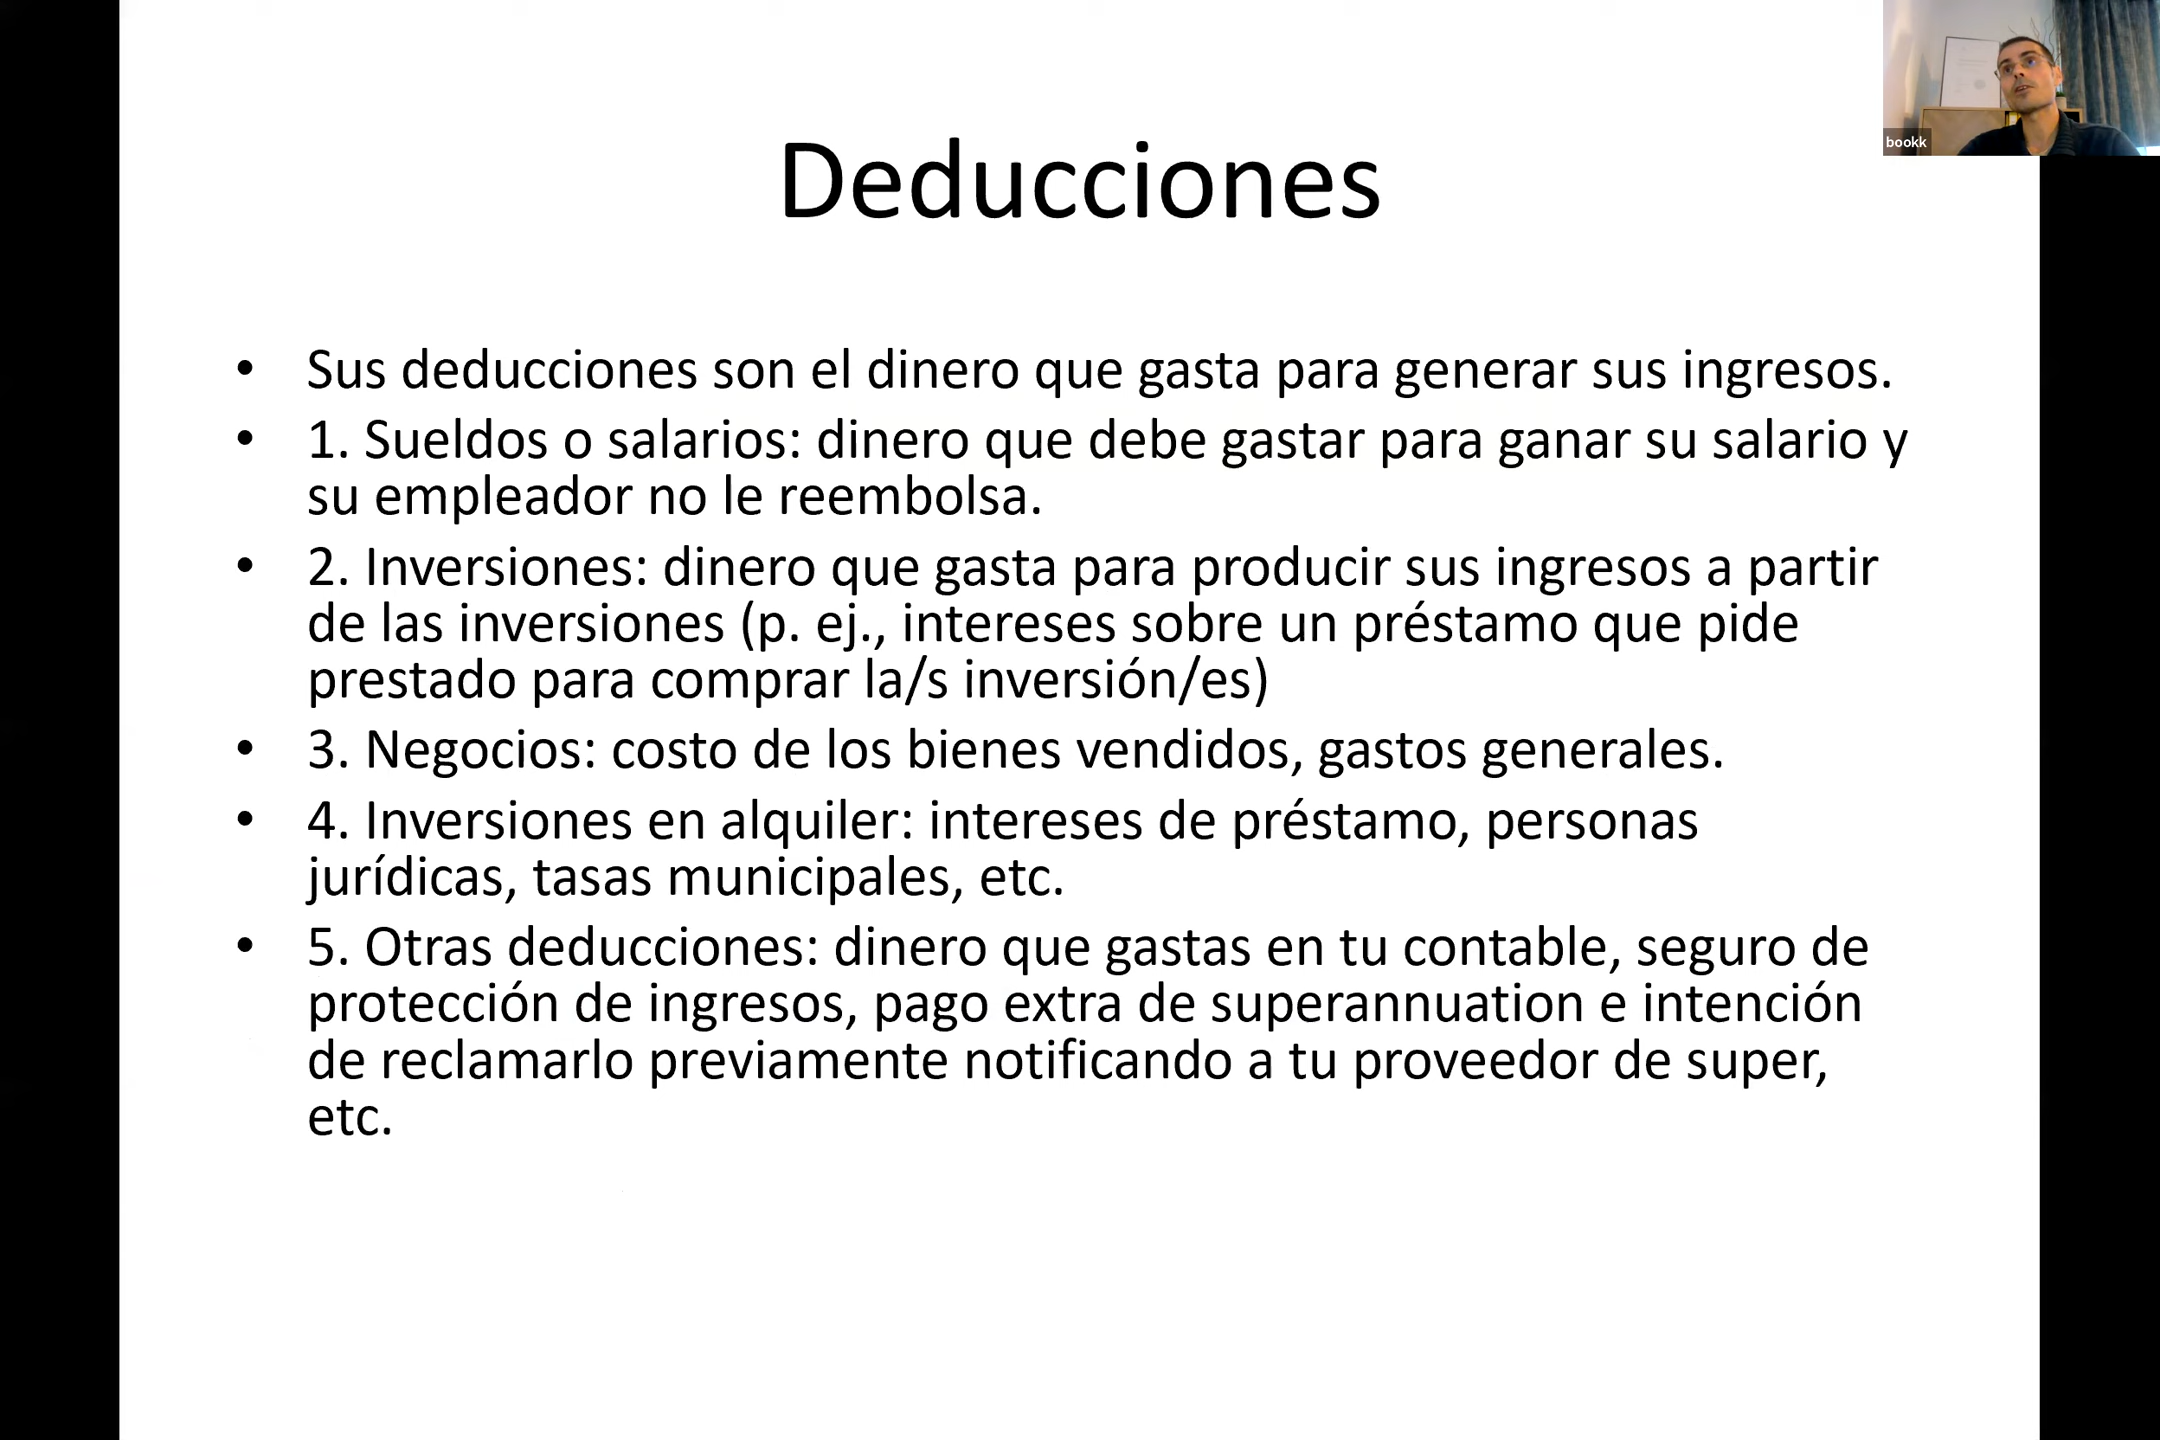 Deducciones
bookk
• Sus deducciones son el dinero que gasta para generar sus ingresos.
• 1. Sueldos o salarios: dinero que debe gastar para ganar su salario y
su empleador no le reembolsa.
• 2. Inversiones: dinero que gasta para producir sus ingresos a partir
de las inversiones (p. ej., intereses sobre un préstamo que pide
prestado para comprar la/s inversión/es)
• 3. Negocios: costo de los bienes vendidos, gastos generales.
• 4. Inversiones en alquiler: intereses de préstamo, personas
jurídicas, tasas municipales, etc.
• 5. Otras deducciones: dinero que gastas en tu contable, seguro de
protección de ingresos, pago extra de superannuation e intención
de reclamarlo previamente notificando a tu proveedor de super,
etc.